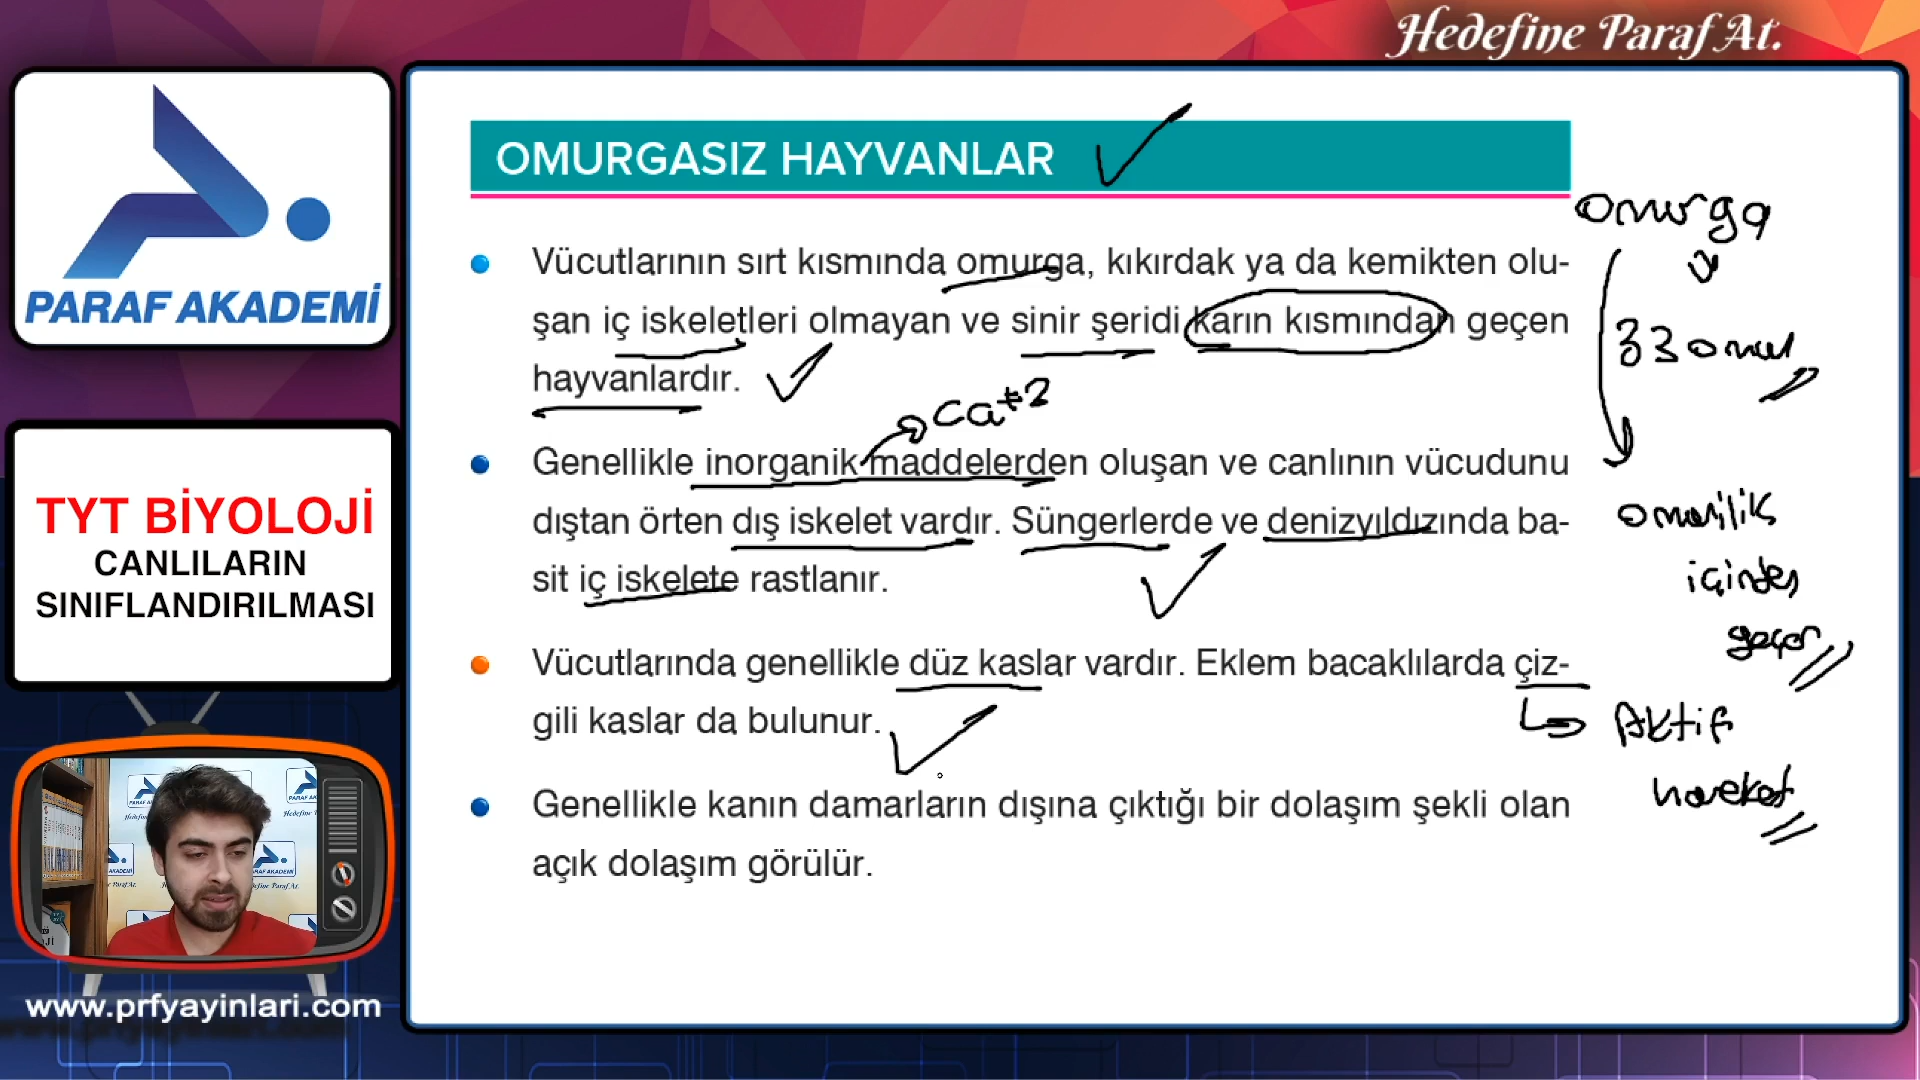 Hedefine Paraf At.
PARAF AKADEMİ
TYT BİYOLOJİ
CANLILARIN
SINIFLANDIRILMASI
www.prfyayinlari.com
OMURGASIZ HAYVANLAR
Vücutlarının sırt kısmında omurga, kıkırdak ya da kemikten olu-
şan iç iskeletleri olmayan ve sinir şeridi karın kısmından geçen
hayvanlardır.
Ca+2
Genellikle inorganik maddelerden oluşan ve canlının vücudunu
dıştan örten dış iskelet vardır. Süngerlerde ve denizyıldızında ba-
sit iç iskelete rastlanır.
Vücutlarında genellikle düz kaslar vardır. Eklem bacaklılarda çiz-
gili kaslar da bulunur.
Genellikle kanın damarların dışına çıktığı bir dolaşım şekli olan
açık dolaşım görülür.
omurga
33 omur
omurilik
içinden
geçer
Aktif
hareket